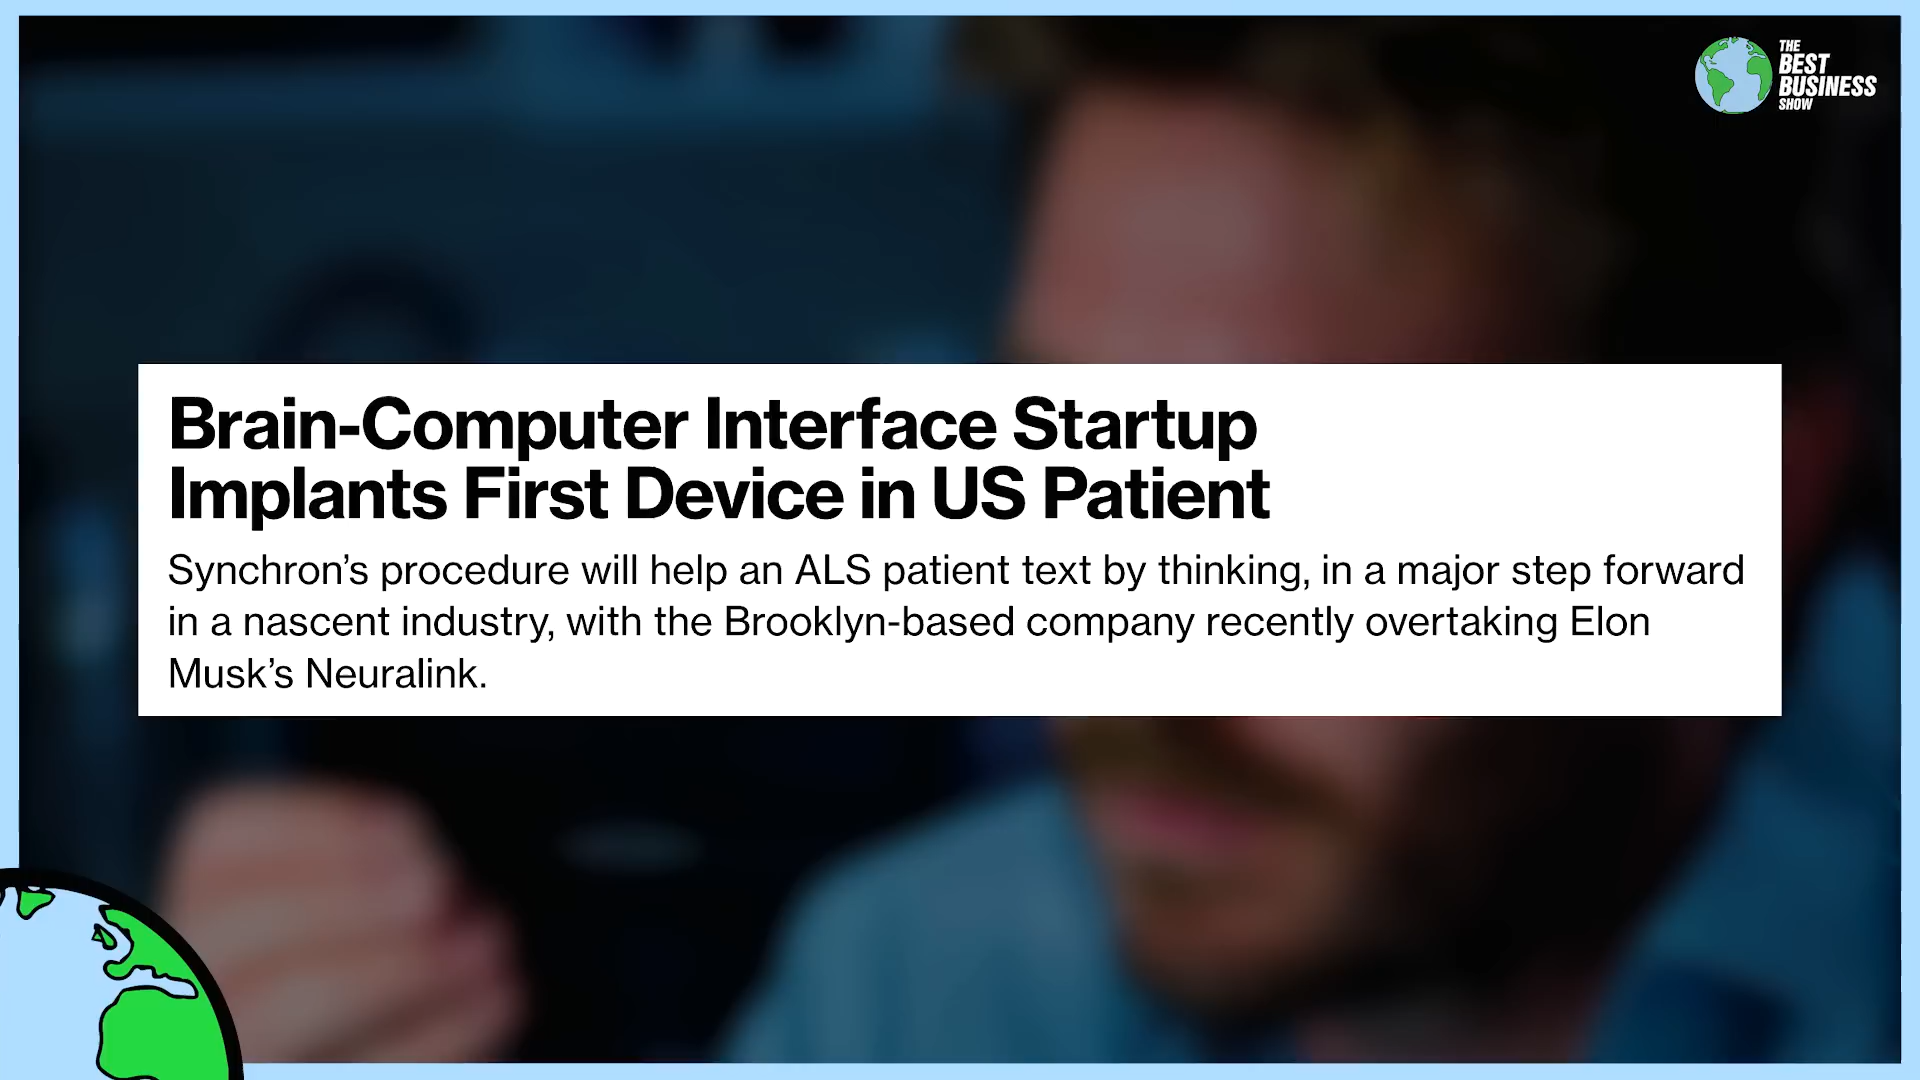 THE
BEST
BUSINESS
SHOW
Brain-Computer Interface Startup
Implants First Device in US Patient
Synchron’s procedure will help an ALS patient text by thinking, in a major step forward
in a nascent industry, with the Brooklyn-based company recently overtaking Elon
Musk’s Neuralink.